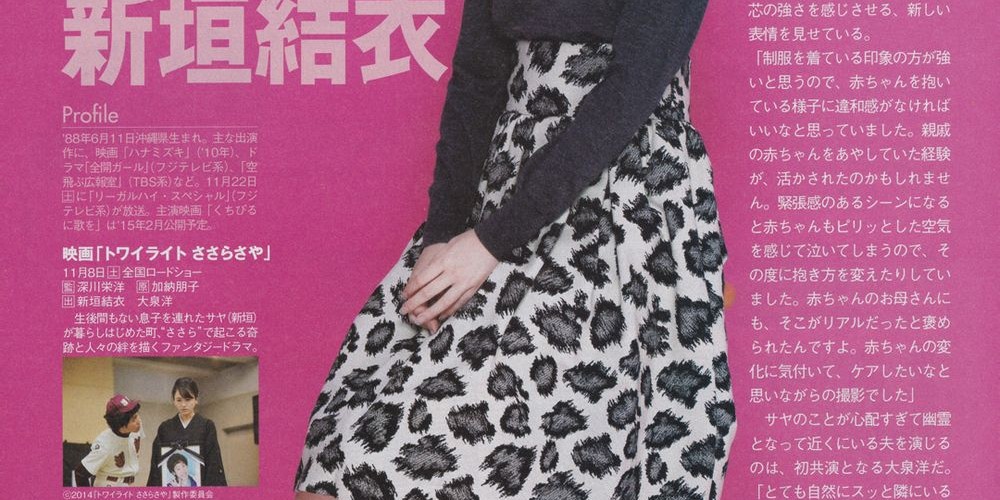 新垣結衣
Profile
'88年6月11日沖縄県生まれ。主な出演
作に、映画「ハナミズキ」('10年)、ド
ラマ「全開ガール」(フジテレビ系)、「空
飛ぶ広報室」(TBS系)など。11月22日
土に「リーガルハイ・スペシャル」(フジ
テレビ系)が放送。主演映画「くちびる
に歌を」は'15年2月公開予定。
映画「トワイライト ささらさや」
11月8日土全国ロードショー
監深川栄洋 原加納朋子
出新垣結衣 大泉洋
生後間もない息子を連れたサヤ(新垣)
が暮らしはじめた町、“ささら”で起こる奇
跡と人々の絆を描くファンタジードラマ。
©2014「トワイライト ささらさや」製作委員会
芯の強さを感じさせる、新しい
表情を見せている。
「制服を着ている印象の方が強
いと思うので、赤ちゃんを抱い
ている様子に違和感がなければ
いいなと思っていました。親戚
の赤ちゃんをあやしていた経験
が、活かされたのかもしれませ
ん。緊張感のあるシーンになる
と赤ちゃんもピリッとした空気
を感じて泣いてしまうので、そ
の度に抱き方を変えたりしてい
ました。赤ちゃんのお母さんに
も、そこがリアルだったと褒め
られたんですよ。赤ちゃんの変
化に気付いて、ケアしたいなと
思いながらの撮影でした」
サヤのことが心配すぎて幽霊
となって近くにいる夫を演じる
のは、初共演となる大泉洋だ。
「とても自然にスッと隣にいる